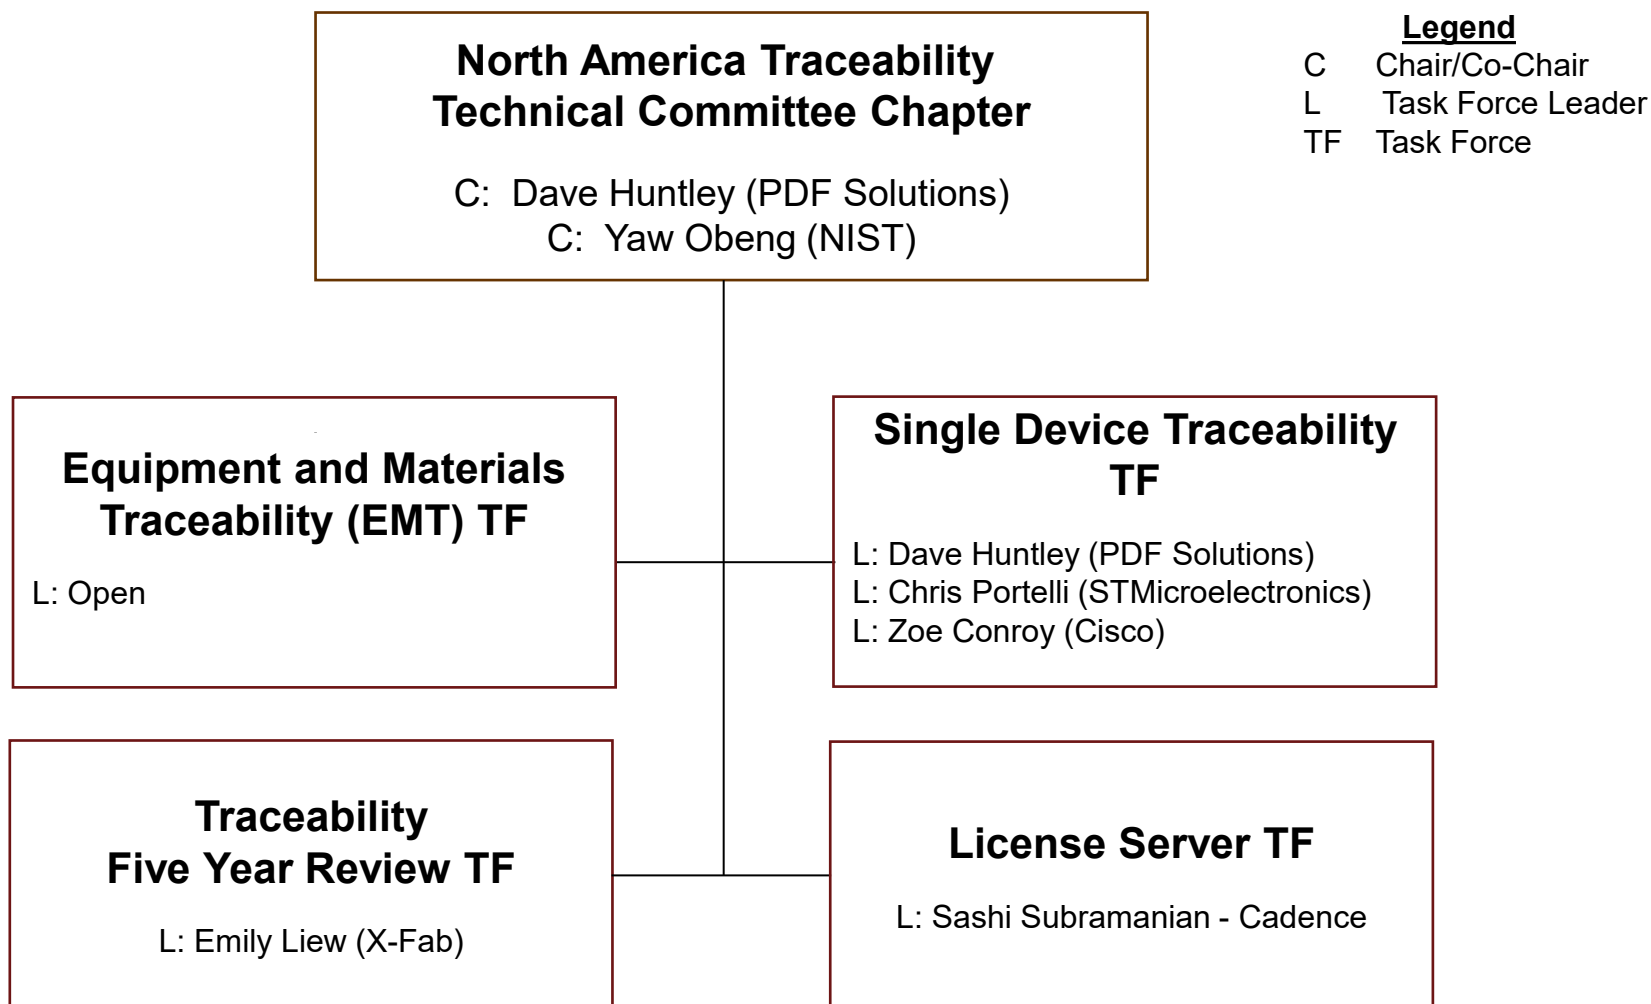 North America Traceability
Technical Committee Chapter
C: Dave Huntley (PDF Solutions)
C: Yaw Obeng (NIST)
Legend
C Chair/Co-Chair
L Task Force Leader
TF Task Force
Equipment and Materials
Traceability (EMT) TF
L: Open
Single Device Traceability
TF
L: Dave Huntley (PDF Solutions)
L: Chris Portelli (STMicroelectronics)
L: Zoe Conroy (Cisco)
Traceability
Five Year Review TF
L: Emily Liew (X-Fab)
License Server TF
L: Sashi Subramanian - Cadence